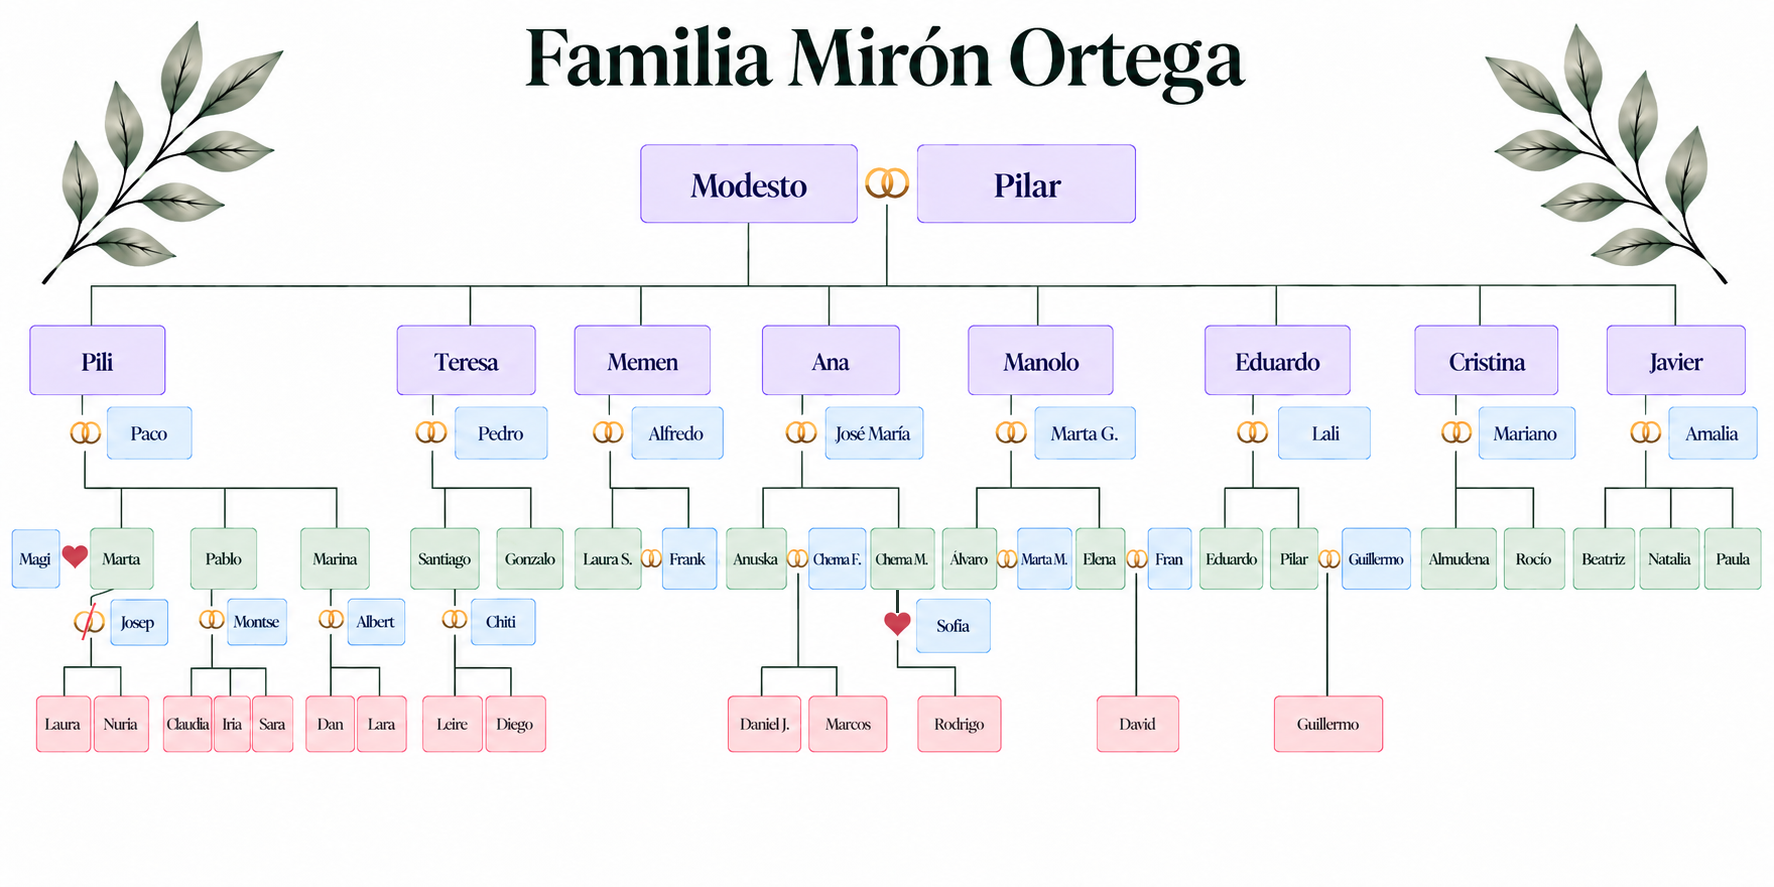 Familia Mirón Ortega
Modesto Pilar
Pili Teresa Memen Ana Manolo Eduardo Cristina Javier
Paco Pedro Alfredo José María Marta G. Lali Mariano Amalia
Magi Marta Pablo Marina Santiago Gonzalo Laura S. Frank Anuska Chema F. Chema M. Álvaro Marta M. Elena Fran Eduardo Pilar Guillermo Almudena Rocío Beatriz Natalia Paula
Josep Montse Albert Chiti Sofia
Laura Nuria Claudia Iria Sara Dan Lara Leire Diego Daniel J. Marcos Rodrigo David Guillermo